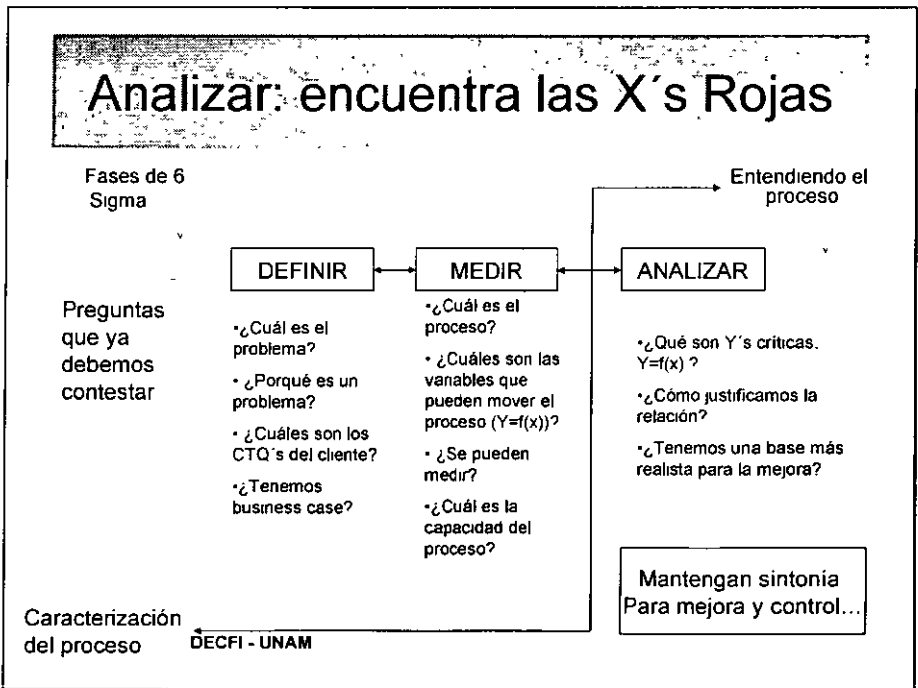 Analizar: encuentra las X´s Rojas
Fases de 6
Sigma
Entendiendo el
proceso
DEFINIR
MEDIR
ANALIZAR
Preguntas
que ya
debemos
contestar
•¿Cuál es el
problema?
• ¿Porqué es un
problema?
• ¿Cuáles son los
CTQ´s del cliente?
•¿Tenemos
business case?
•¿Cuál es el
proceso?
• ¿Cuáles son las
variables que
pueden mover el
proceso (Y=f(x))?
• ¿Se pueden
medir?
•¿Cuál es la
capacidad del
proceso?
•¿Qué son Y´s críticas.
Y=f(x) ?
•¿Cómo justificamos la
relación?
•¿Tenemos una base más
realista para la mejora?
Mantengan sintonía
Para mejora y control...
Caracterización
del proceso
DECFI - UNAM